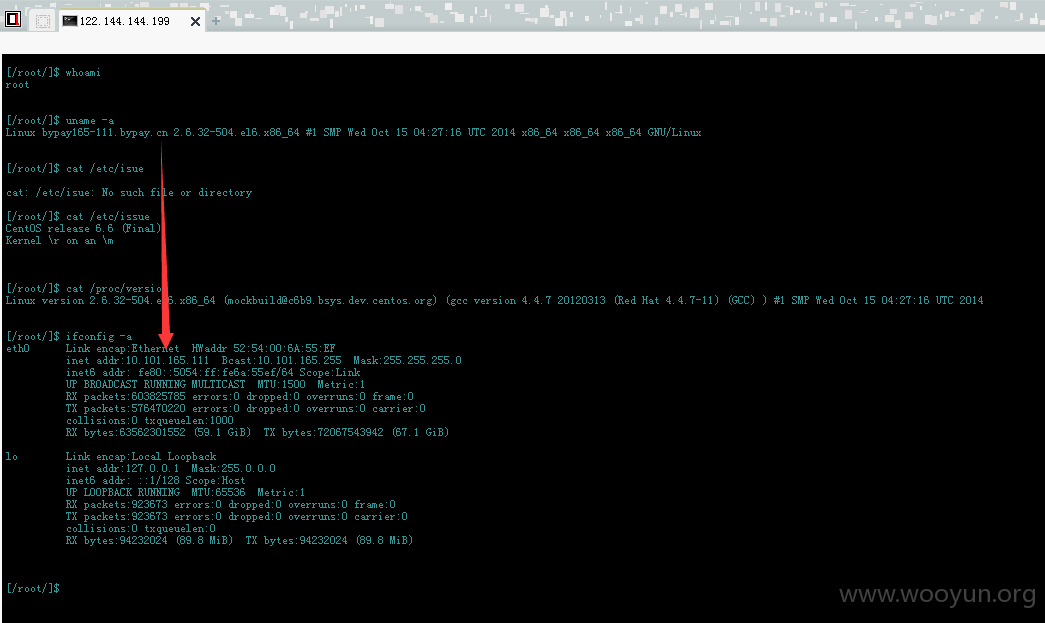 122.144.144.199
[/root/]$ whoami
root
[/root/]$ uname -a
Linux bypay165-111.bypay.cn 2.6.32-504.el6.x86_64 #1 SMP Wed Oct 15 04:27:16 UTC 2014 x86_64 x86_64 x86_64 GNU/Linux
[/root/]$ cat /etc/isue
cat: /etc/isue: No such file or directory
[/root/]$ cat /etc/issue
CentOS release 6.6 (Final)
Kernel \r on an \m
[/root/]$ cat /proc/version
Linux version 2.6.32-504.el6.x86_64 (mockbuild@c6b9.bsys.dev.centos.org) (gcc version 4.4.7 20120313 (Red Hat 4.4.7-11) (GCC) ) #1 SMP Wed Oct 15 04:27:16 UTC 2014
[/root/]$ ifconfig -a
eth0 Link encap:Ethernet HWaddr 52:54:00:6A:55:EF
inet addr:10.101.165.111 Bcast:10.101.165.255 Mask:255.255.255.0
inet6 addr: fe80::5054:ff:fe6a:55ef/64 Scope:Link
UP BROADCAST RUNNING MULTICAST MTU:1500 Metric:1
RX packets:603825785 errors:0 dropped:0 overruns:0 frame:0
TX packets:576470220 errors:0 dropped:0 overruns:0 carrier:0
collisions:0 txqueuelen:1000
RX bytes:63562301552 (59.1 GiB) TX bytes:72067543942 (67.1 GiB)
lo Link encap:Local Loopback
inet addr:127.0.0.1 Mask:255.0.0.0
inet6 addr: ::1/128 Scope:Host
UP LOOPBACK RUNNING MTU:65536 Metric:1
RX packets:923673 errors:0 dropped:0 overruns:0 frame:0
TX packets:923673 errors:0 dropped:0 overruns:0 carrier:0
collisions:0 txqueuelen:0
RX bytes:94232024 (89.8 MiB) TX bytes:94232024 (89.8 MiB)
[/root/]$
www.wooyun.org